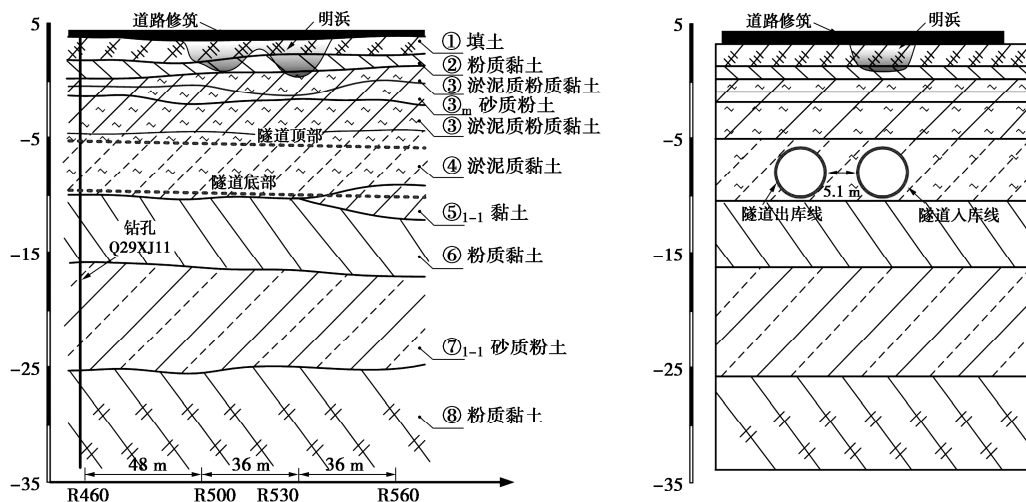 5
-5
-15
-25
-35
道路修筑
明浜
①填土
②粉质黏土
③淤泥质粉质黏土
③m砂质粉土
③淤泥质粉质黏土
隧道顶部
④淤泥质黏土
隧道底部
⑤1-1黏土
钻孔
Q29XJ11
⑥粉质黏土
⑦1-1砂质粉土
⑧粉质黏土
48 m
36 m
36 m
R460
R500
R530
R560
5
-5
-15
-25
-35
道路修筑
明浜
5.1 m
隧道出库线
隧道入库线